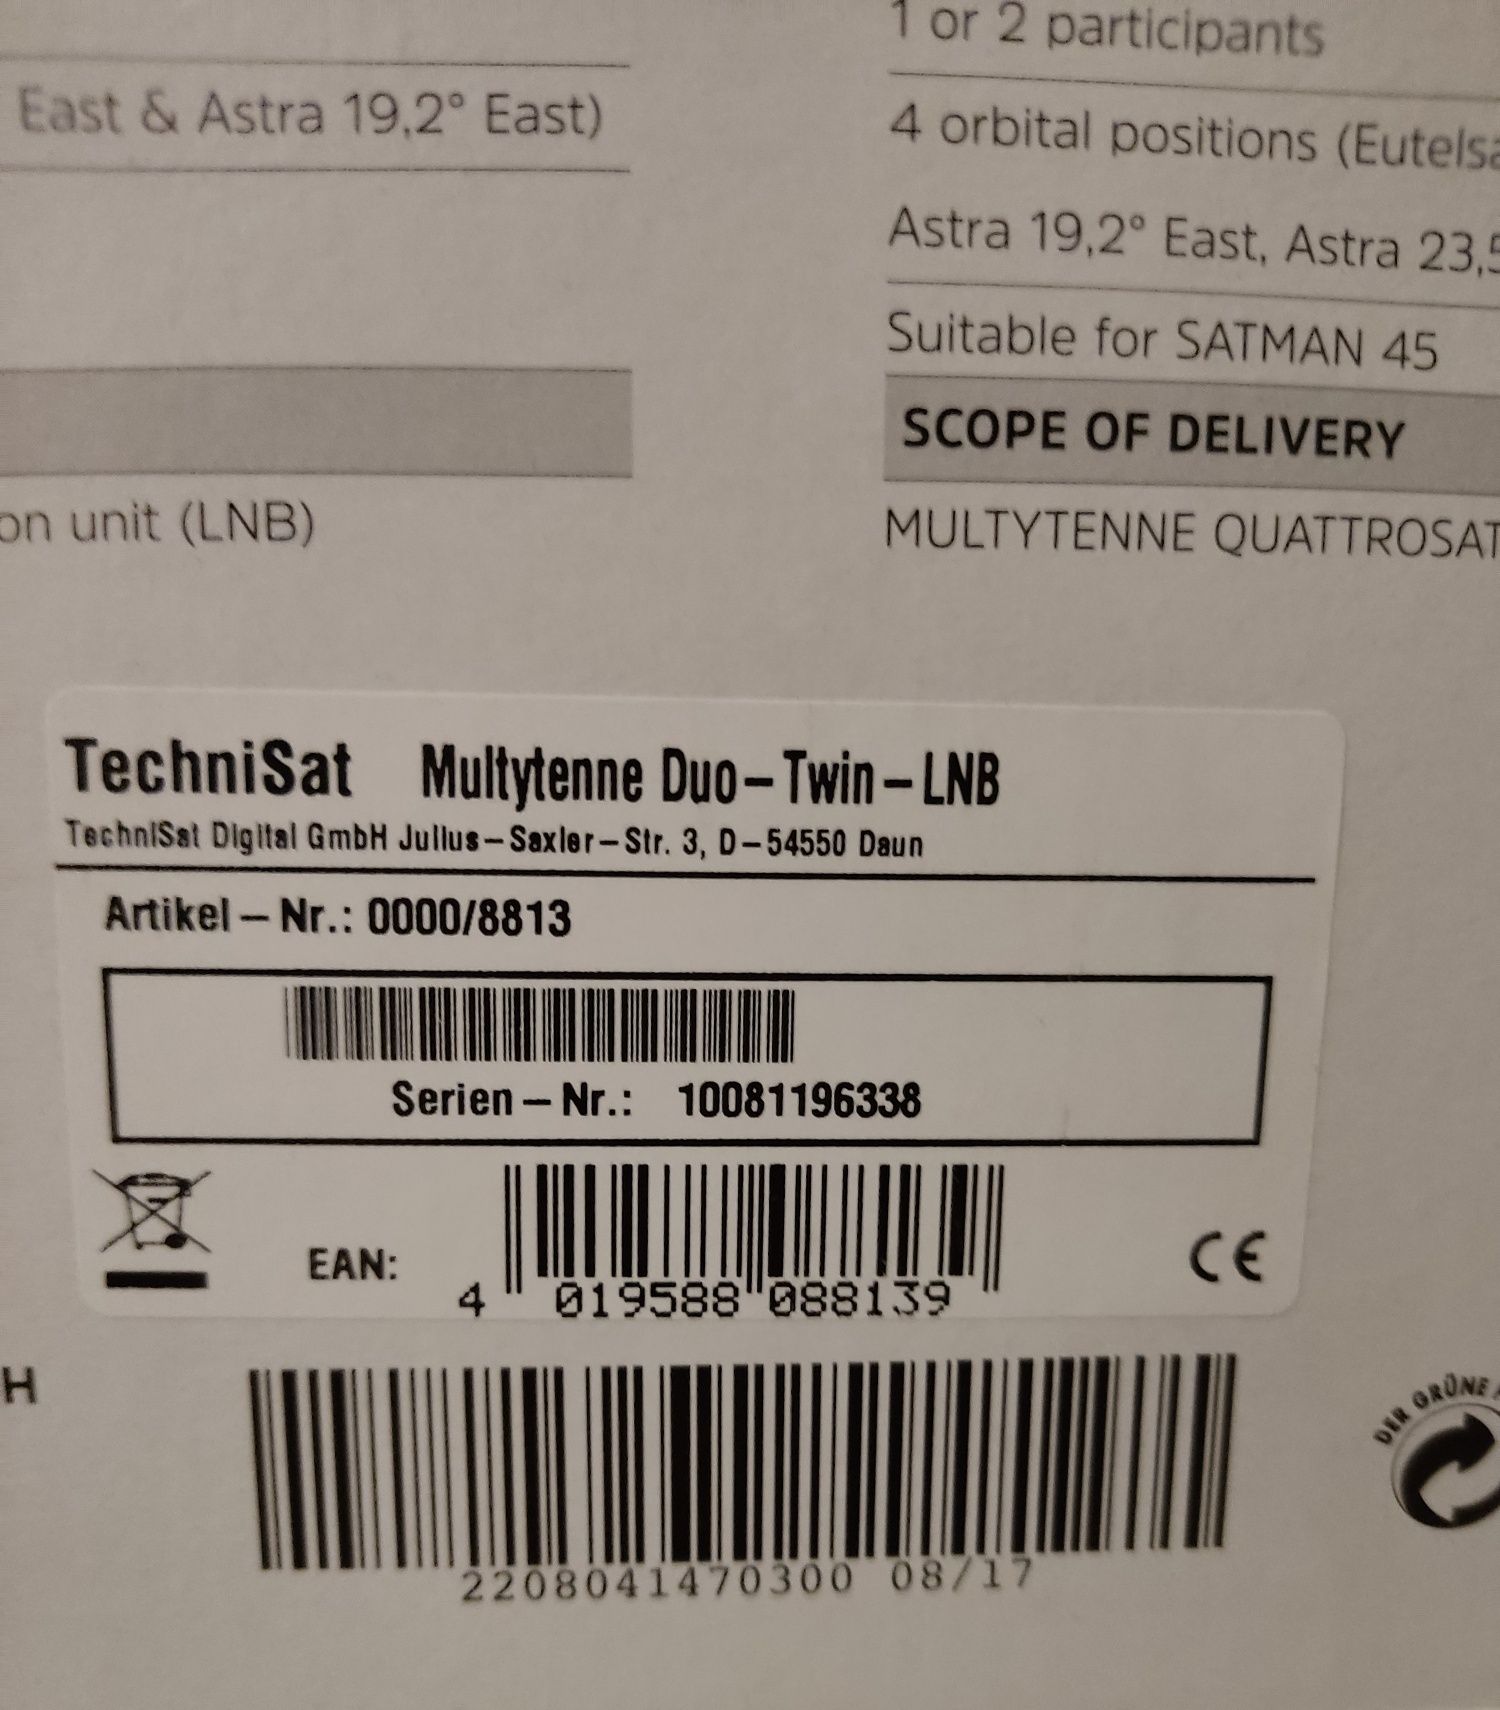 East & Astra 19,2° East)
on unit (LNB)
1 or 2 participants
4 orbital positions (Eutelsa
Astra 19,2° East, Astra 23,5
Suitable for SATMAN 45
SCOPE OF DELIVERY
MULTYTENNE QUATTROSAT
TechniSat Multytenne Duo-Twin-LNB
TechniSat Digital GmbH Julius-Saxler-Str. 3, D-54550 Daun
Artikel-Nr.: 0000/8813
Serien-Nr.: 10081196338
EAN:
4 019588 088139
CE
H
DER GRÜNE
2208041470300 08/17